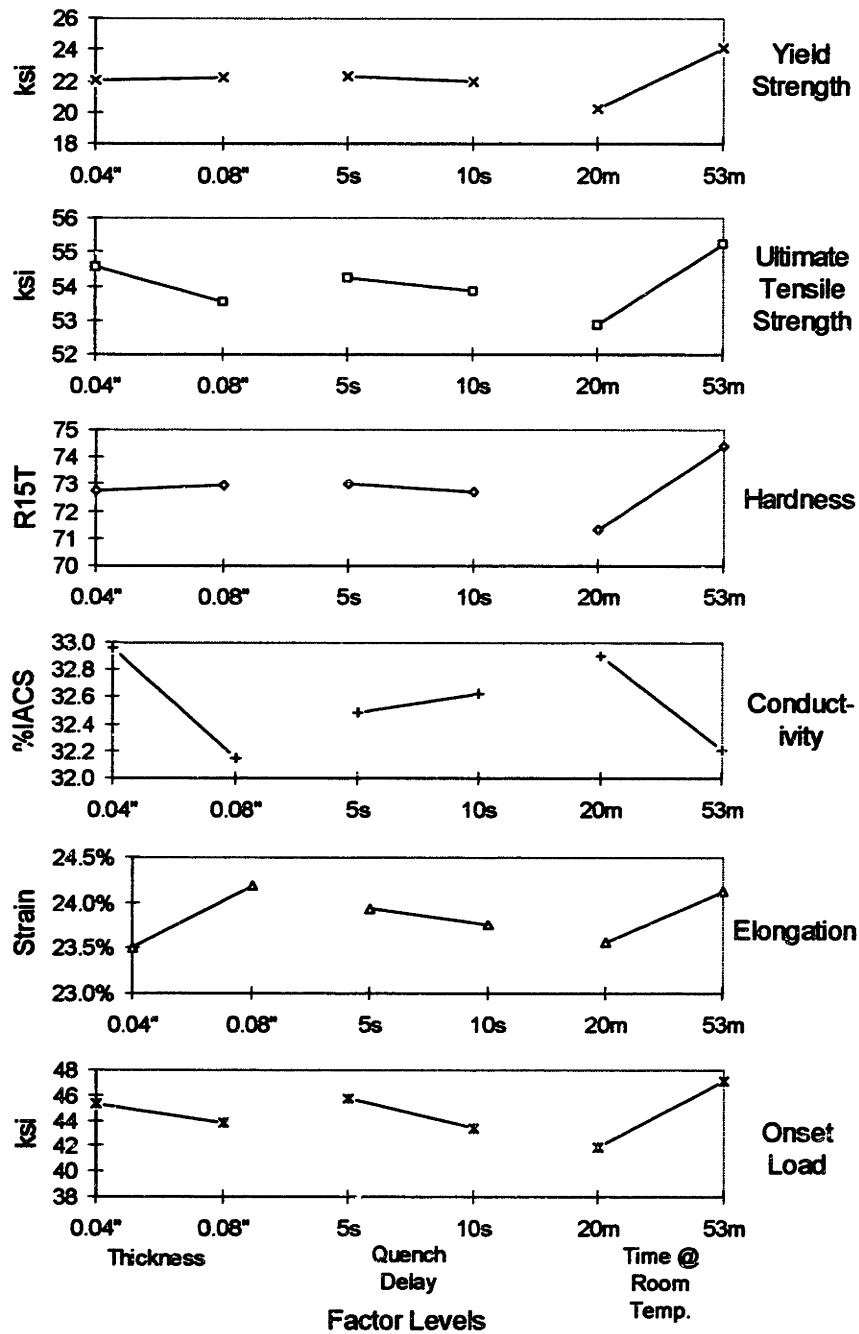 26
24
22
20
18
ksi
Yield
Strength
0.04" 0.08" 5s 10s 20m 53m
56
55
54
53
52
ksi
Ultimate
Tensile
Strength
0.04" 0.08" 5s 10s 20m 53m
75
74
73
72
71
70
R15T
Hardness
0.04" 0.08" 5s 10s 20m 53m
33.0
32.8
32.6
32.4
32.2
32.0
%IACS
Conduct-
ivity
0.04" 0.08" 5s 10s 20m 53m
24.5%
24.0%
23.5%
23.0%
Strain
Elongation
0.04" 0.08" 5s 10s 20m 53m
48
46
44
42
40
38
ksi
Onset
Load
0.04" 0.08" 5s 10s 20m 53m
Thickness
Quench
Delay
Time @
Room
Temp.
Factor Levels